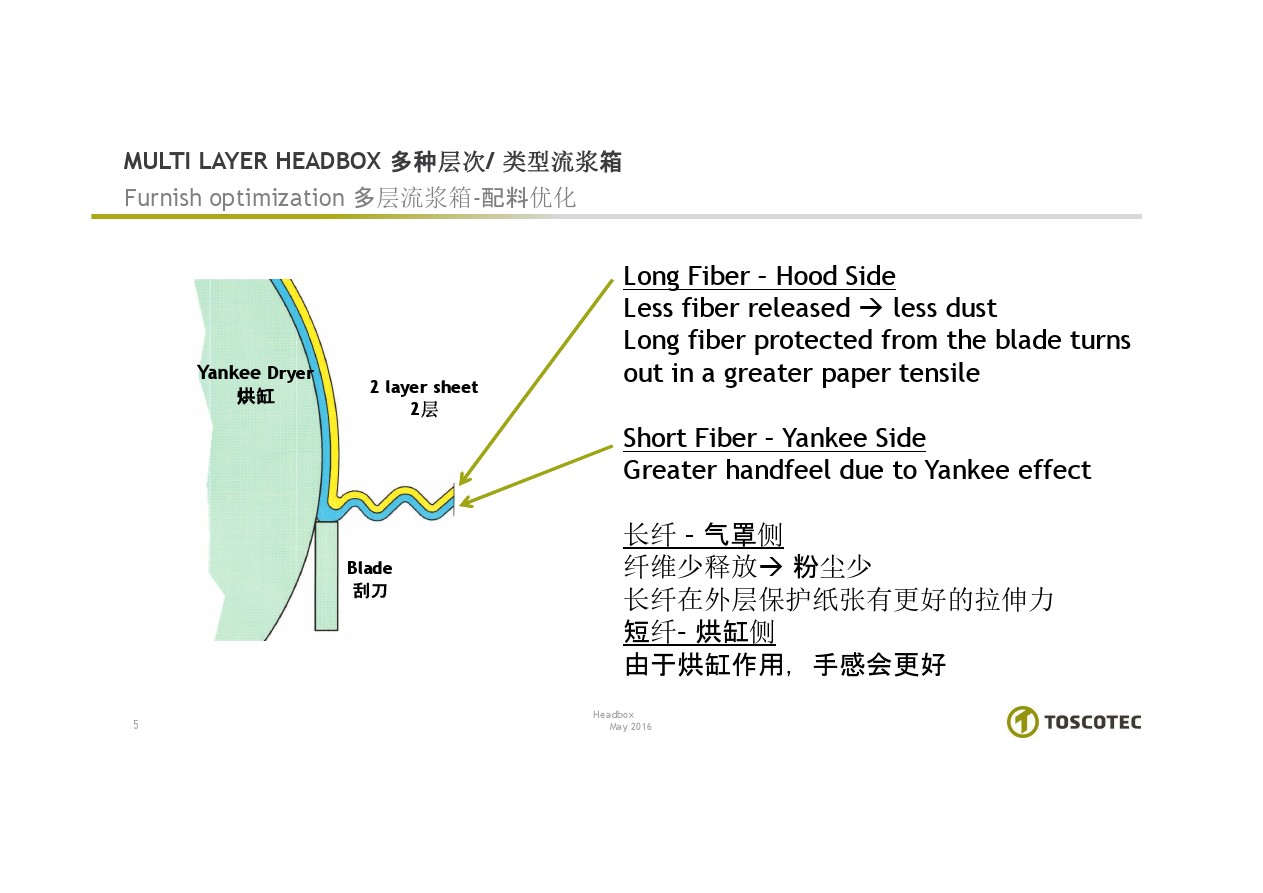 MULTI LAYER HEADBOX 多种层次/ 类型流浆箱
Furnish optimization 多层流浆箱-配料优化
Yankee Dryer
烘缸
2 layer sheet
2层
Blade
刮刀
Long Fiber – Hood Side
Less fiber released → less dust
Long fiber protected from the blade turns
out in a greater paper tensile
Short Fiber – Yankee Side
Greater handfeel due to Yankee effect
长纤 - 气罩侧
纤维少释放→ 粉尘少
长纤在外层保护纸张有更好的拉伸力
短纤- 烘缸侧
由于烘缸作用，手感会更好
5
Headbox
May 2016
TOSCOTEC